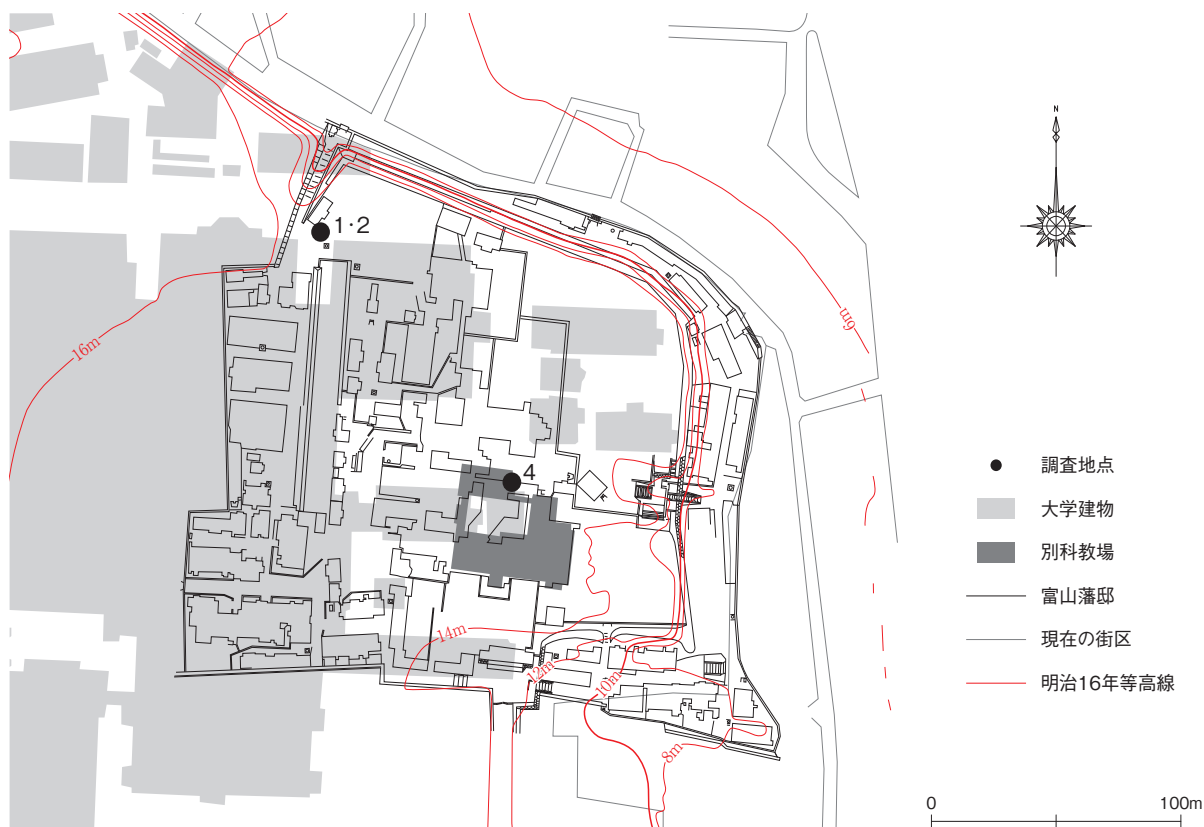 N
1・2
6m
16m
4
14m
12m
10m
8m
調査地点
大学建物
別科教場
富山藩邸
現在の街区
明治16年等高線
0 100m